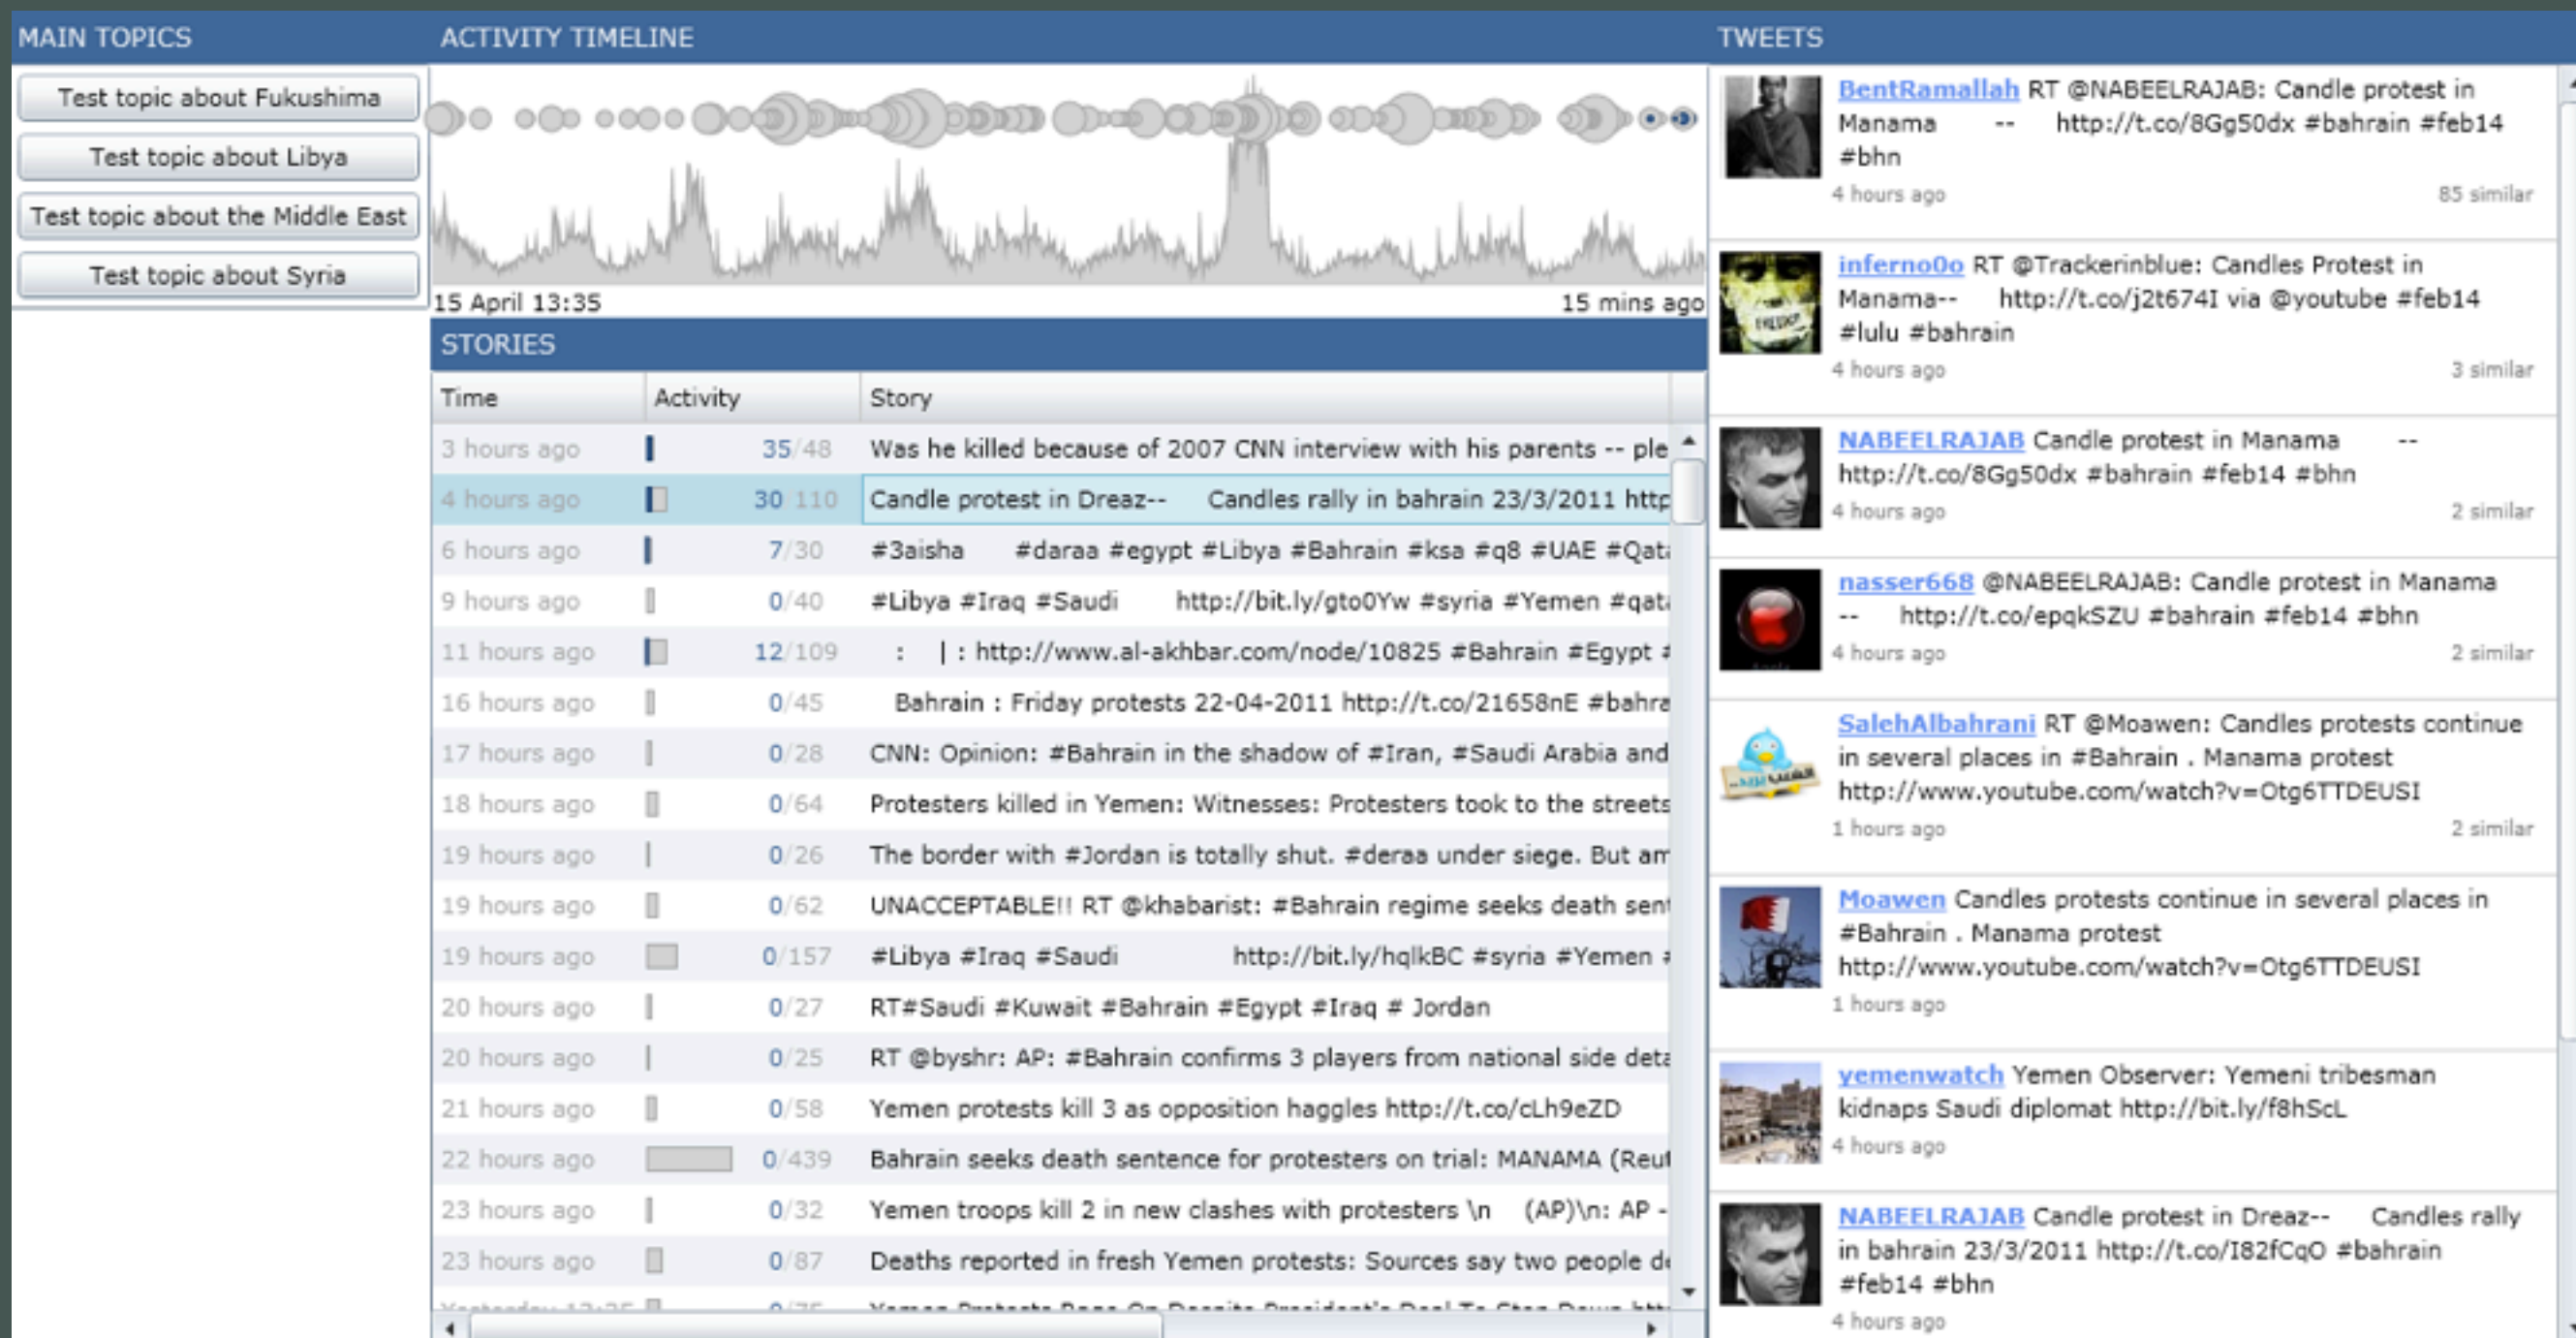 MAIN TOPICS
Test topic about Fukushima
Test topic about Libya
Test topic about the Middle East
Test topic about Syria
ACTIVITY TIMELINE
15 April 13:35
15 mins ago
STORIES
Time Activity Story
3 hours ago 35/48 Was he killed because of 2007 CNN interview with his parents -- ple
4 hours ago 30 110 Candle protest in Dreaz-- Candles rally in bahrain 23/3/2011 http
6 hours ago 7/30 #3aisha #daraa #egypt #Libya #Bahrain #ksa #q8 #UAE #Qata
9 hours ago 0/40 #Libya #Iraq #Saudi http://bit.ly/gto0Yw #syria #Yemen #qata
11 hours ago 12/109 : | : http://www.al-akhbar.com/node/10825 #Bahrain #Egypt #
16 hours ago 0/45 Bahrain : Friday protests 22-04-2011 http://t.co/21658nE #bahra
17 hours ago 0/28 CNN: Opinion: #Bahrain in the shadow of #Iran, #Saudi Arabia and
18 hours ago 0/64 Protesters killed in Yemen: Witnesses: Protesters took to the streets
19 hours ago 0/26 The border with #Jordan is totally shut. #deraa under siege. But am
19 hours ago 0/62 UNACCEPTABLE!! RT @khabarist: #Bahrain regime seeks death sent
19 hours ago 0/157 #Libya #Iraq #Saudi http://bit.ly/hqlkBC #syria #Yemen #
20 hours ago 0/27 RT#Saudi #Kuwait #Bahrain #Egypt #Iraq # Jordan
20 hours ago 0/25 RT @byshr: AP: #Bahrain confirms 3 players from national side deta
21 hours ago 0/58 Yemen protests kill 3 as opposition haggles http://t.co/cLh9eZD
22 hours ago 0/439 Bahrain seeks death sentence for protesters on trial: MANAMA (Reut
23 hours ago 0/32 Yemen troops kill 2 in new clashes with protesters \n (AP)\n: AP -
23 hours ago 0/87 Deaths reported in fresh Yemen protests: Sources say two people de
TWEETS
BentRamallah RT @NABEELRAJAB: Candle protest in
Manama -- http://t.co/8Gg50dx #bahrain #feb14
#bhn
4 hours ago 85 similar
inferno0o RT @Trackerinblue: Candles Protest in
Manama-- http://t.co/j2t674I via @youtube #feb14
#lulu #bahrain
4 hours ago 3 similar
NABEELRAJAB Candle protest in Manama --
http://t.co/8Gg50dx #bahrain #feb14 #bhn
4 hours ago 2 similar
nasser668 @NABEELRAJAB: Candle protest in Manama
-- http://t.co/epqkSZU #bahrain #feb14 #bhn
4 hours ago 2 similar
SalehAlbahrani RT @Moawen: Candles protests continue
in several places in #Bahrain . Manama protest
http://www.youtube.com/watch?v=Otg6TTDEUSI
1 hours ago 2 similar
Moawen Candles protests continue in several places in
#Bahrain . Manama protest
http://www.youtube.com/watch?v=Otg6TTDEUSI
1 hours ago
yemenwatch Yemen Observer: Yemeni tribesman
kidnaps Saudi diplomat http://bit.ly/f8hScL
4 hours ago
NABEELRAJAB Candle protest in Dreaz-- Candles rally
in bahrain 23/3/2011 http://t.co/I82fCqO #bahrain
#feb14 #bhn
4 hours ago